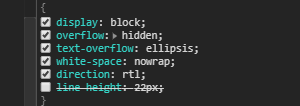 {
display: block;
overflow: hidden;
text-overflow: ellipsis;
white-space: nowrap;
direction: rtl;
line-height: 22px;
}